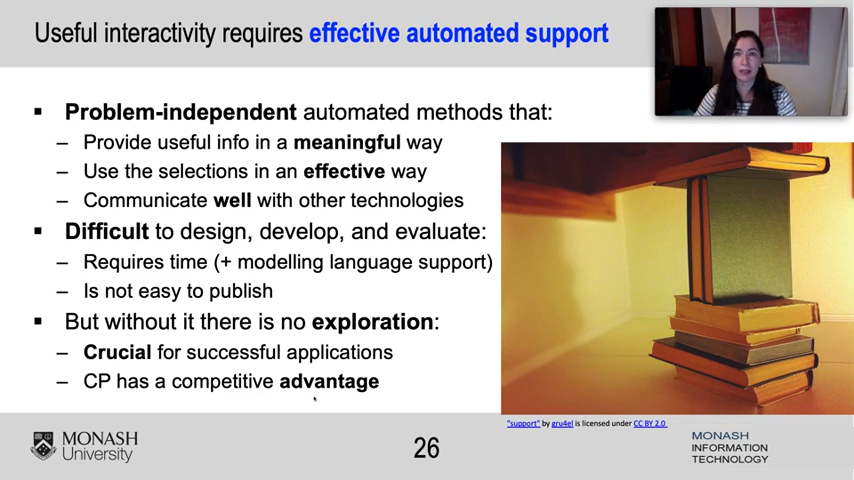 Useful interactivity requires effective automated support
▪ Problem-independent automated methods that:
– Provide useful info in a meaningful way
– Use the selections in an effective way
– Communicate well with other technologies
▪ Difficult to design, develop, and evaluate:
– Requires time (+ modelling language support)
– Is not easy to publish
▪ But without it there is no exploration:
– Crucial for successful applications
– CP has a competitive advantage
"support" by gru4el is licensed under CC BY 2.0
MONASH
University
26
MONASH
INFORMATION
TECHNOLOGY